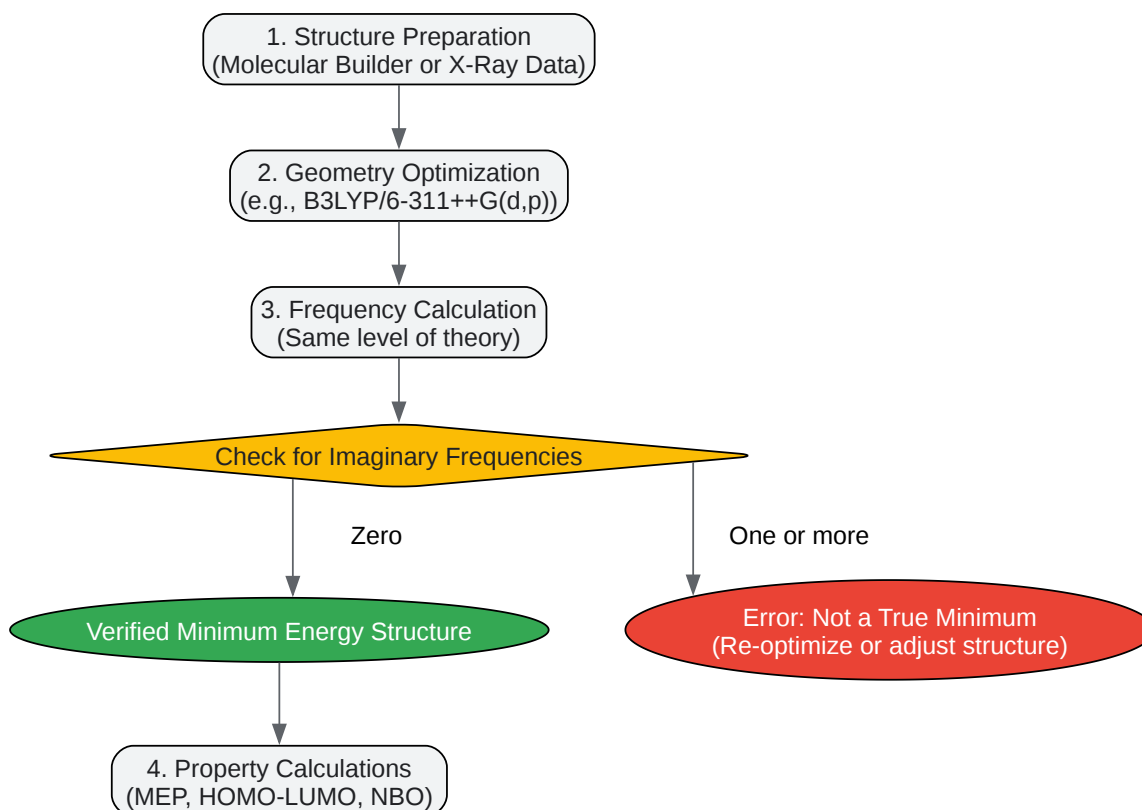 1. Structure Preparation
(Molecular Builder or X-Ray Data)
2. Geometry Optimization
(e.g., B3LYP/6-311++G(d,p))
3. Frequency Calculation
(Same level of theory)
Check for Imaginary Frequencies
Zero
One or more
Verified Minimum Energy Structure
Error: Not a True Minimum
(Re-optimize or adjust structure)
4. Property Calculations
(MEP, HOMO-LUMO, NBO)